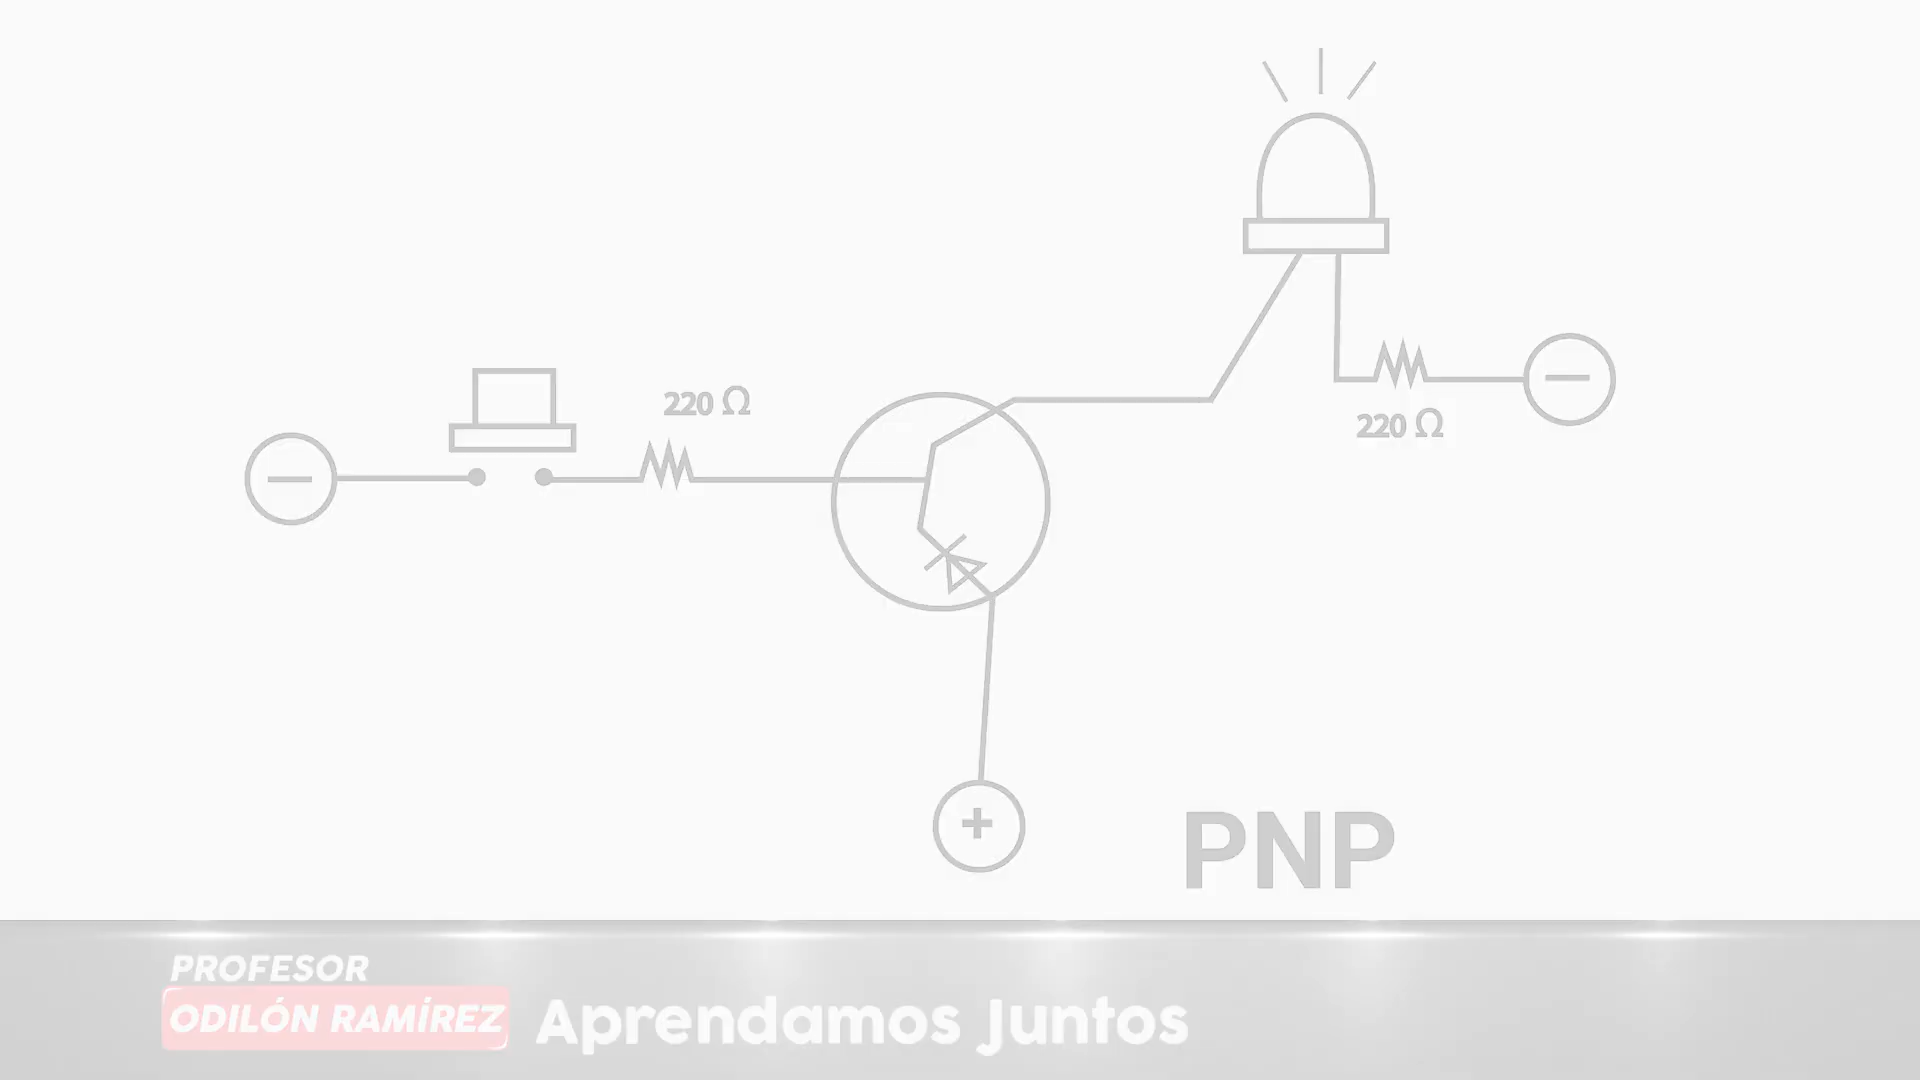 220 Ω
220 Ω
−
−
+
PNP
PROFESOR
ODILÓN RAMÍREZ
Aprendamos Juntos